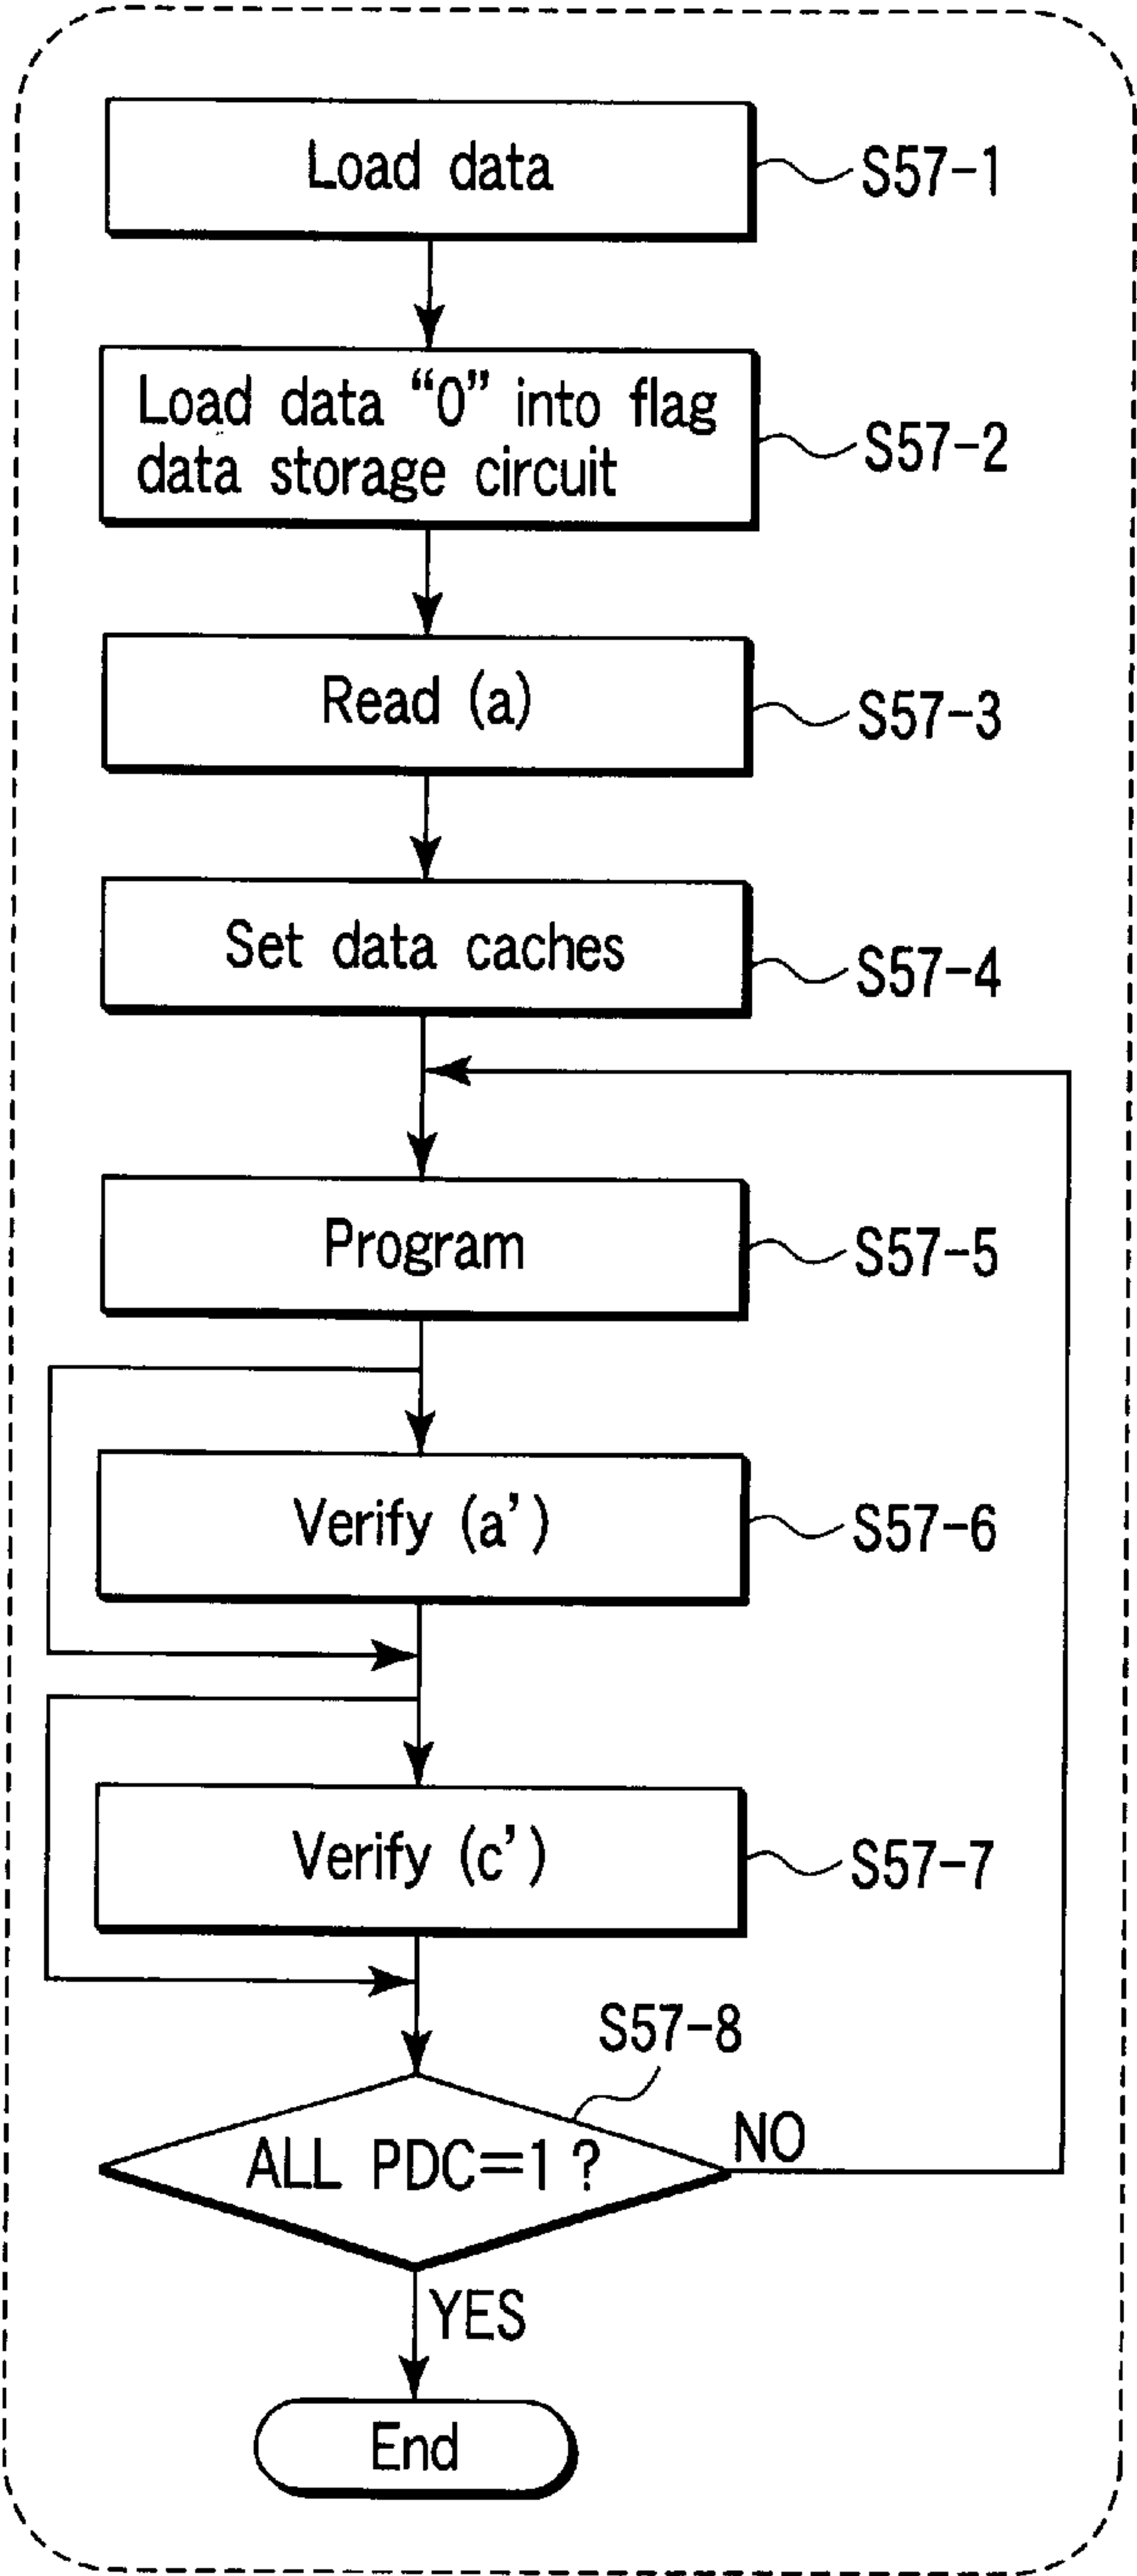 Load data
S57-1
Load data “0” into flag
data storage circuit
S57-2
Read (a)
S57-3
Set data caches
S57-4
Program
S57-5
Verify (a’)
S57-6
Verify (c’)
S57-7
S57-8
ALL PDC=1 ?
NO
YES
End